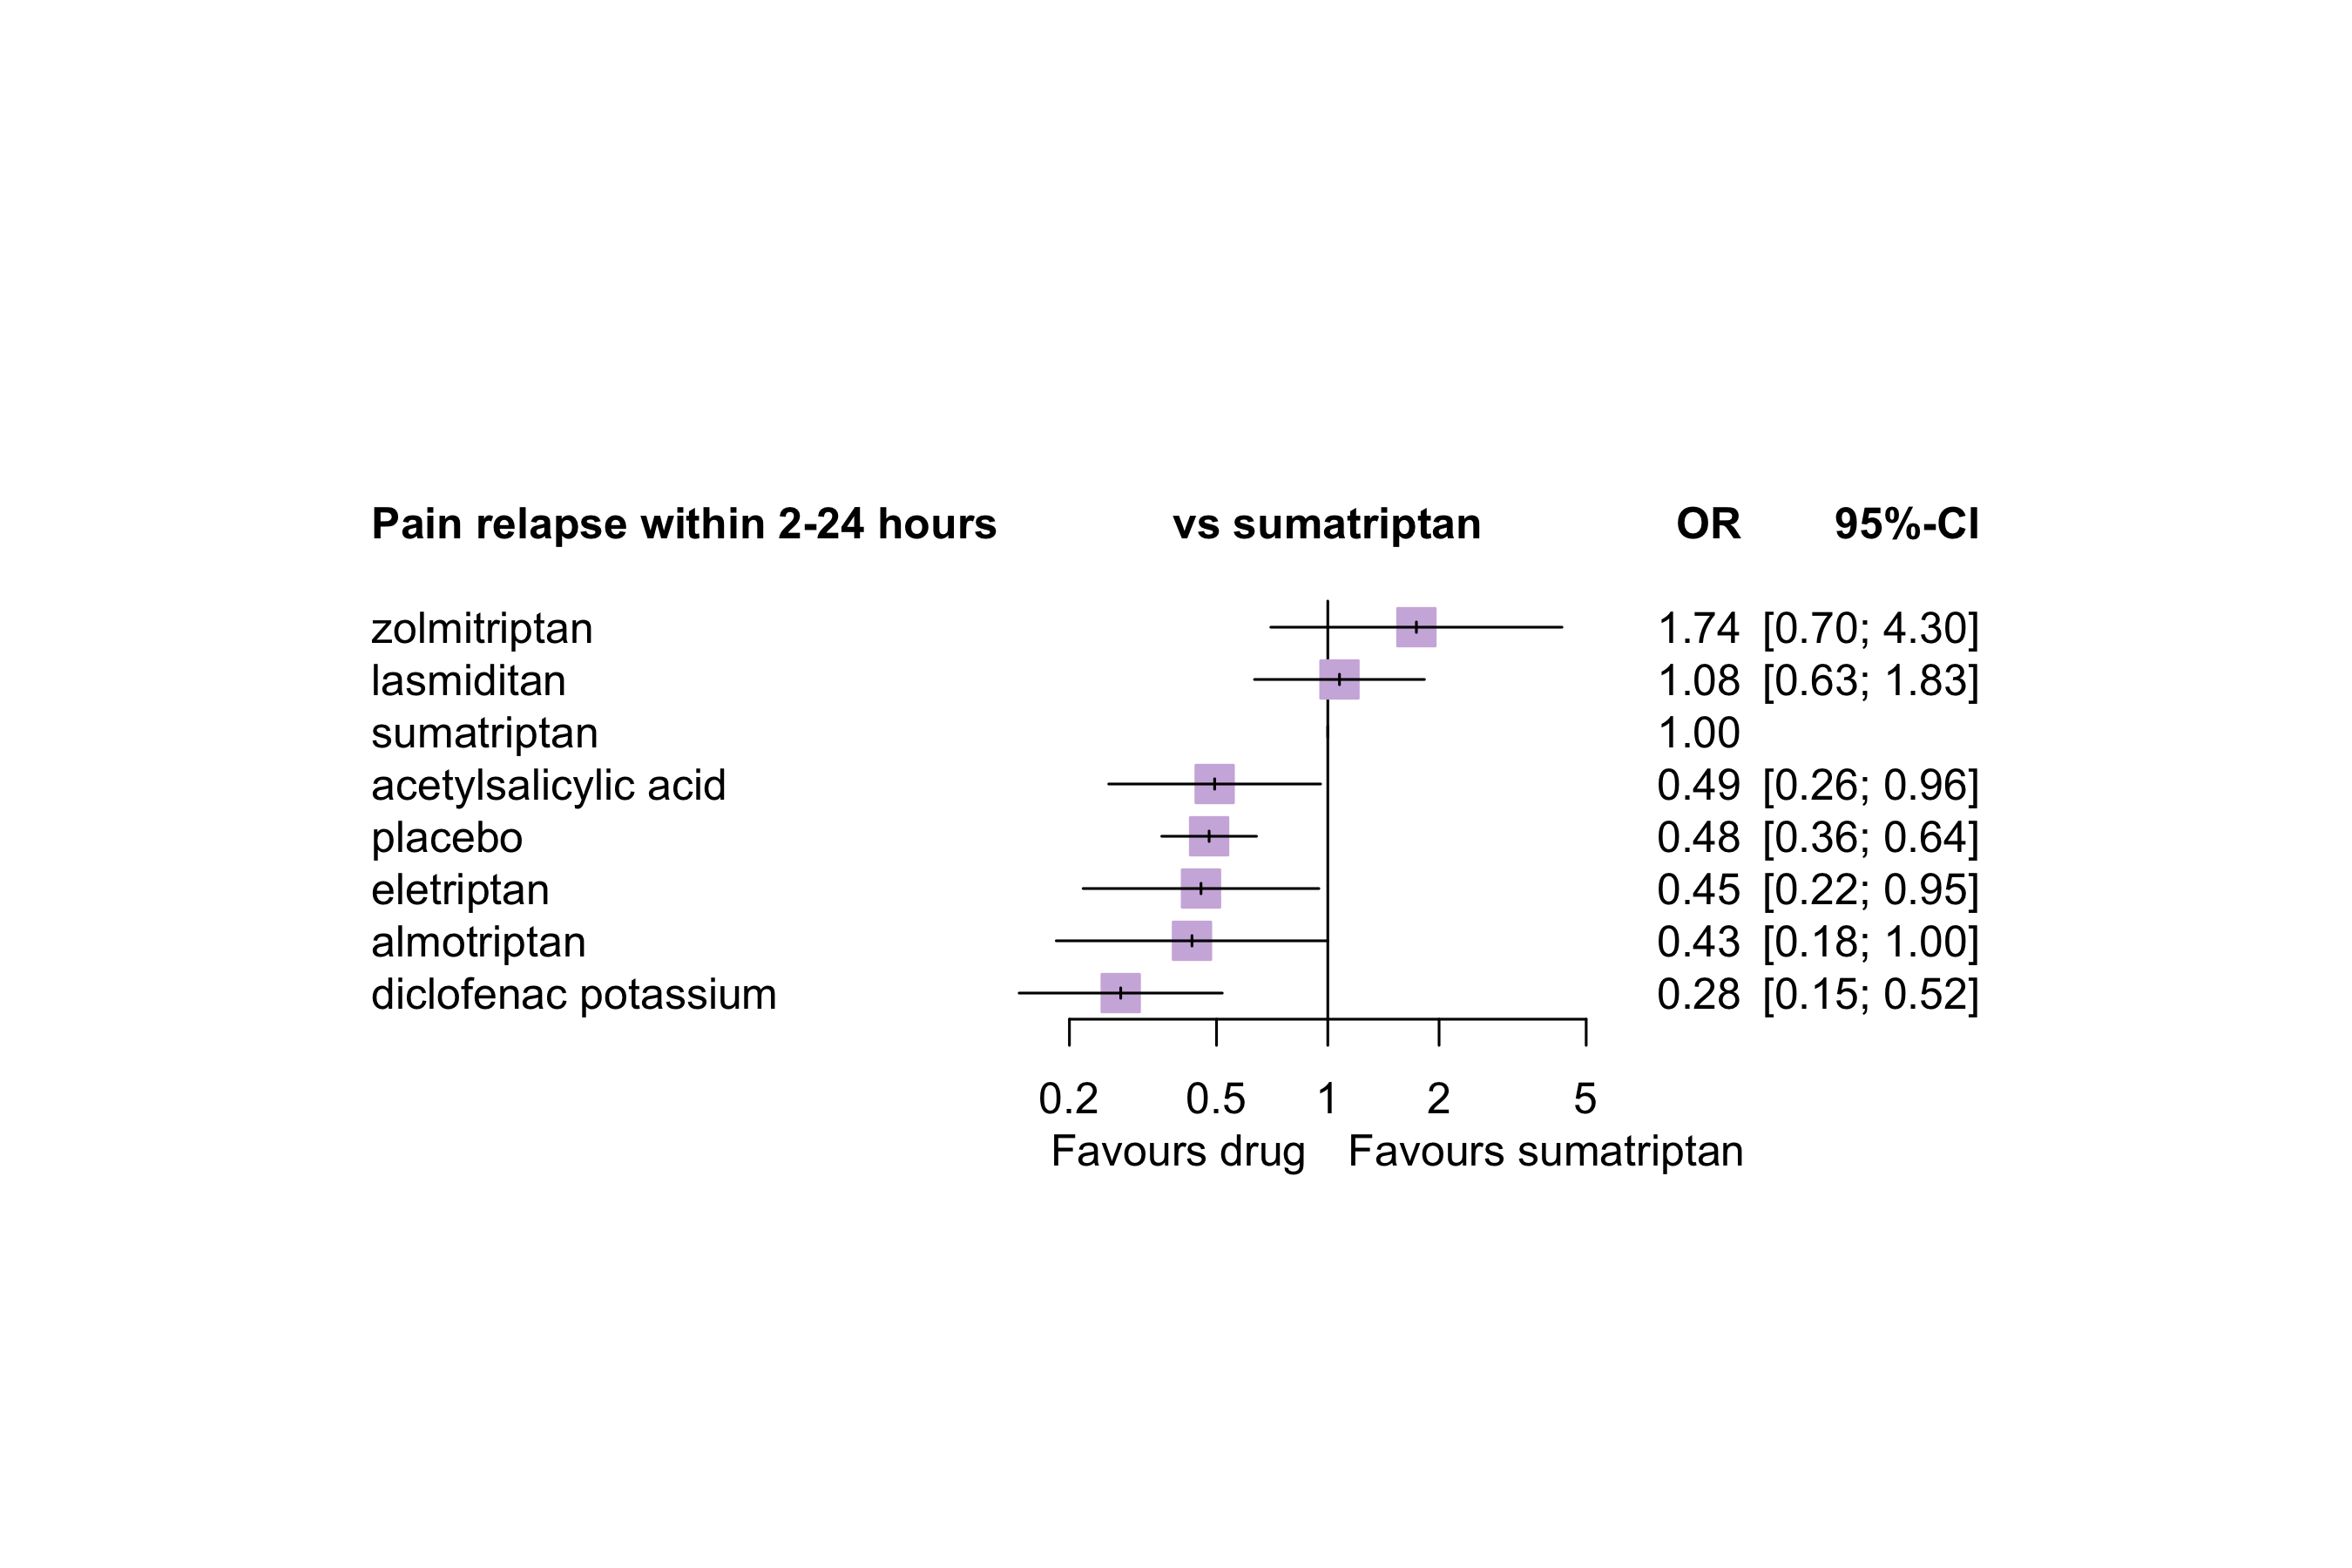 Pain relapse within 2-24 hours vs sumatriptan OR 95%-CI
zolmitriptan 1.74 [0.70; 4.30]
lasmiditan 1.08 [0.63; 1.83]
sumatriptan 1.00
acetylsalicylic acid 0.49 [0.26; 0.96]
placebo 0.48 [0.36; 0.64]
eletriptan 0.45 [0.22; 0.95]
almotriptan 0.43 [0.18; 1.00]
diclofenac potassium 0.28 [0.15; 0.52]
0.2 0.5 1 2 5
Favours drug Favours sumatriptan